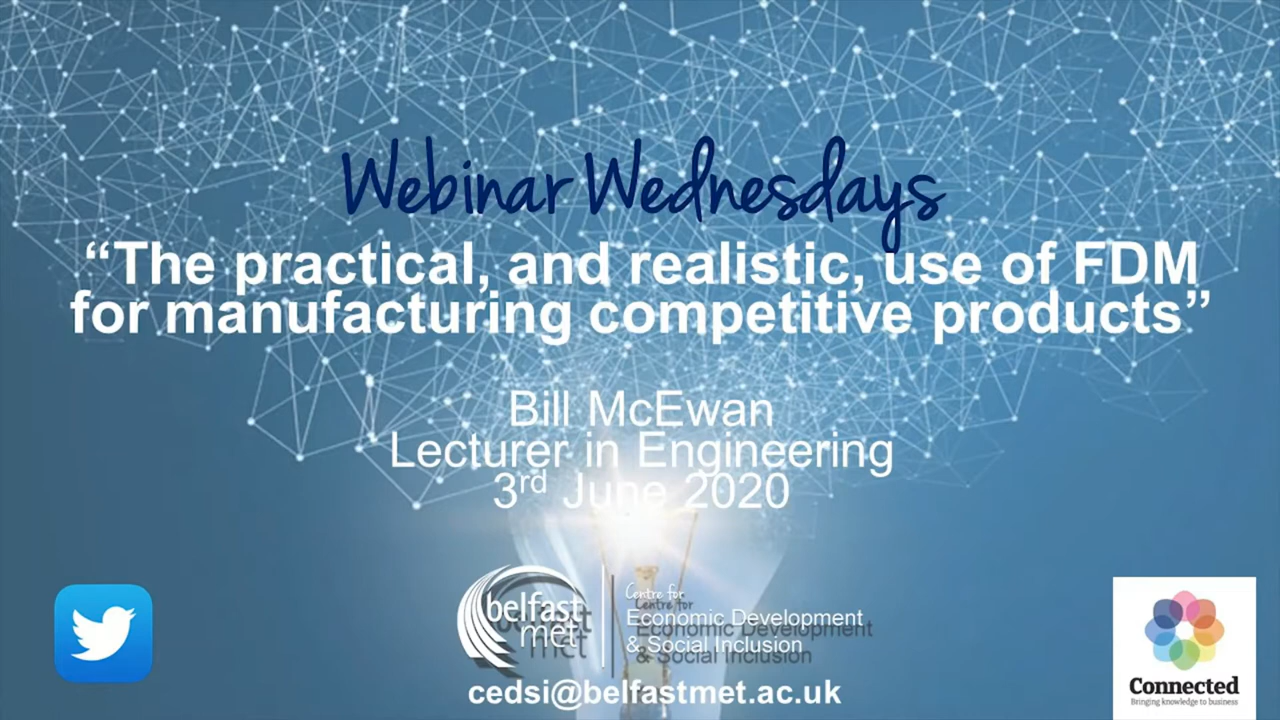 Webinar Wednesdays
“The practical, and realistic, use of FDM
for manufacturing competitive products”
Bill McEwan
Lecturer in Engineering
3rd June 2020
belfast
met
Centre for
Economic Development
& Social Inclusion
cedsi@belfastmet.ac.uk
Connected
Bringing knowledge to business